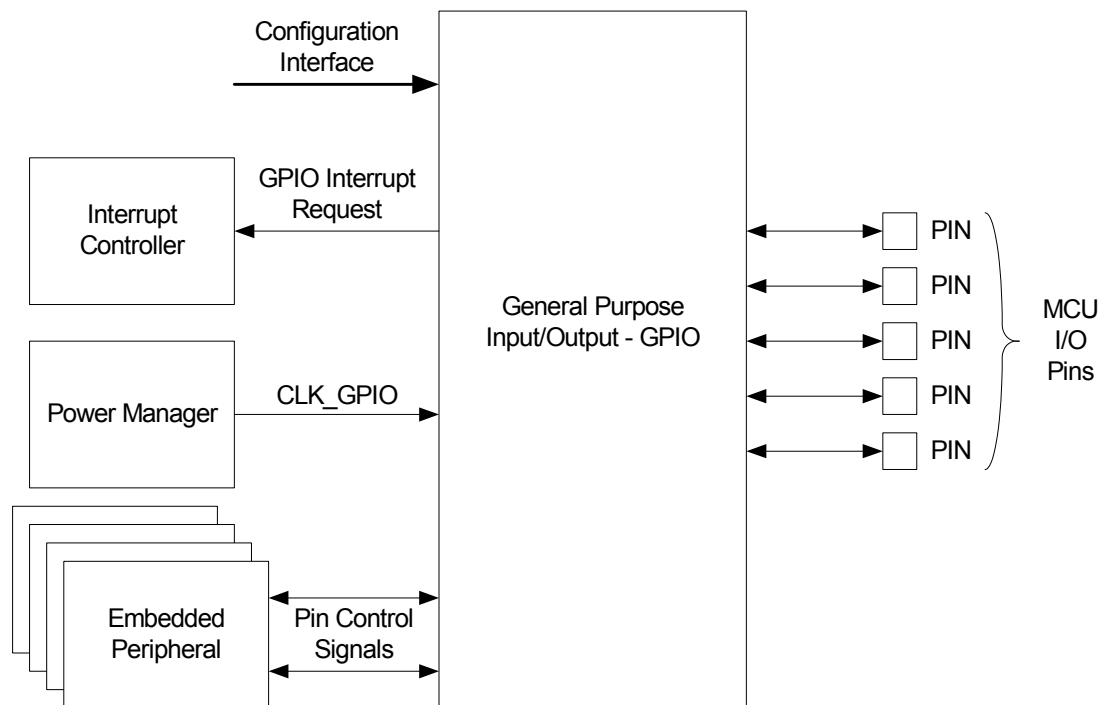 Configuration
Interface
Interrupt
Controller
GPIO Interrupt
Request
General Purpose
Input/Output - GPIO
Power Manager
CLK_GPIO
Embedded
Peripheral
Pin Control
Signals
PIN
PIN
PIN
PIN
PIN
MCU
I/O
Pins